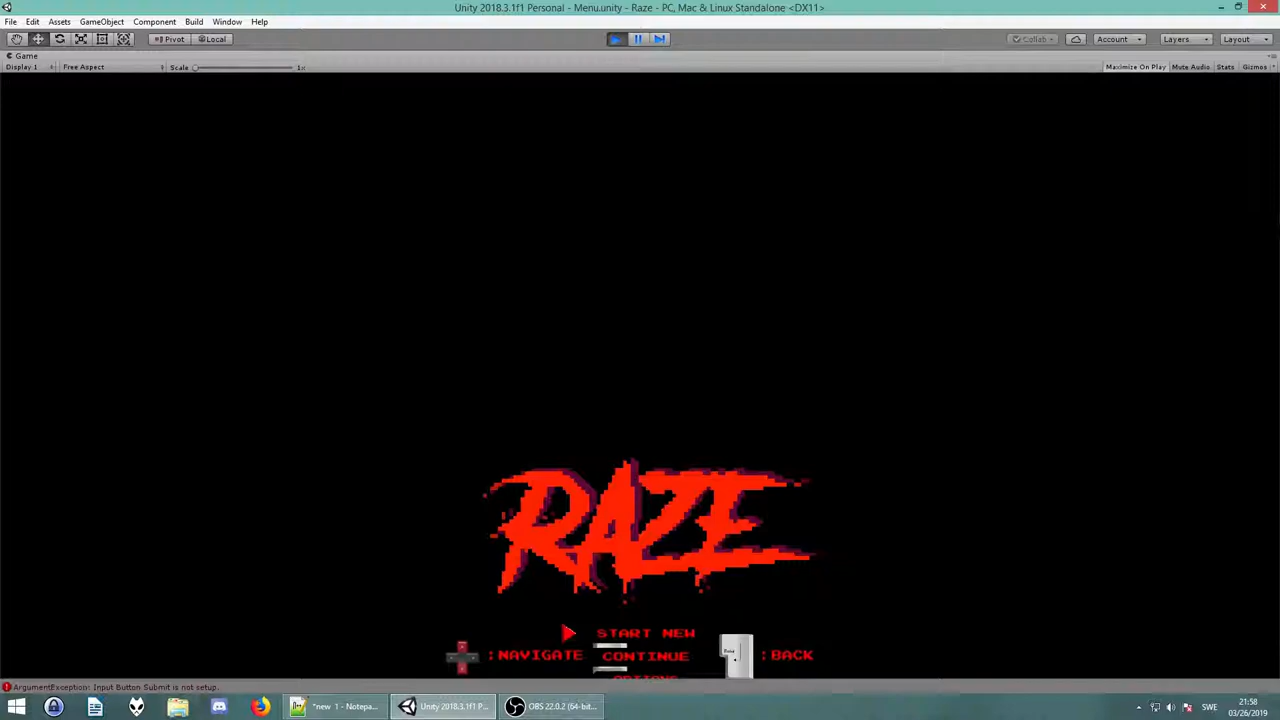 Unity 2018.3.1f1 Personal - Menu.unity - Raze - PC, Mac & Linux Standalone <DX11>
File Edit Assets GameObject Component Build Window Help
Pivot Local Collab Account Layers Layout
Game
Display 1 Free Aspect Scale 1x Maximize On Play Mute Audio Stats Gizmos
RAZE
START NEW
:NAVIGATE CONTINUE :BACK
OPTIONS
ArgumentException: Input Button Submit is not setup.
*new 1 - Notepa... Unity 2018.3.1f1 P... OBS 22.0.2 (64-bit... SWE 21:58
03/26/2019